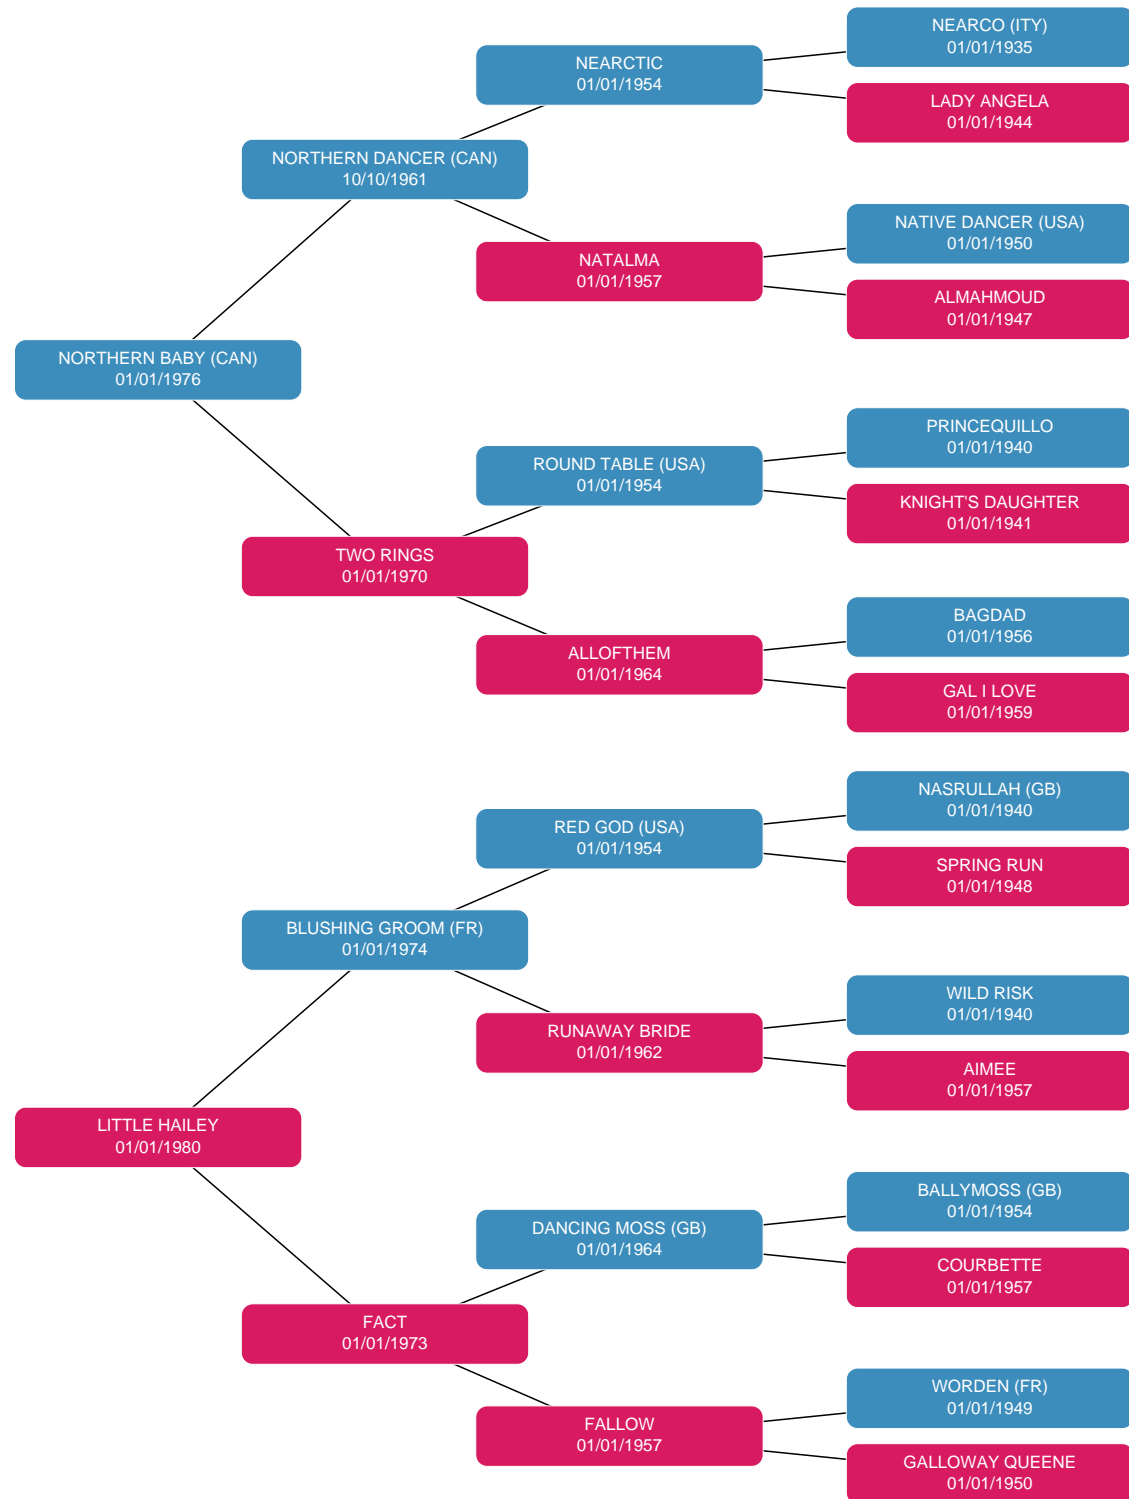 NEARCO (ITY)
01/01/1935
NEARCTIC
01/01/1954
LADY ANGELA
01/01/1944
NORTHERN DANCER (CAN)
10/10/1961
NATIVE DANCER (USA)
01/01/1950
NATALMA
01/01/1957
ALMAHMOUD
01/01/1947
NORTHERN BABY (CAN)
01/01/1976
PRINCEQUILLO
01/01/1940
ROUND TABLE (USA)
01/01/1954
KNIGHT'S DAUGHTER
01/01/1941
TWO RINGS
01/01/1970
BAGDAD
01/01/1956
ALLOFTHEM
01/01/1964
GAL I LOVE
01/01/1959
NASRULLAH (GB)
01/01/1940
RED GOD (USA)
01/01/1954
SPRING RUN
01/01/1948
BLUSHING GROOM (FR)
01/01/1974
WILD RISK
01/01/1940
RUNAWAY BRIDE
01/01/1962
AIMEE
01/01/1957
LITTLE HAILEY
01/01/1980
BALLYMOSS (GB)
01/01/1954
DANCING MOSS (GB)
01/01/1964
COURBETTE
01/01/1957
FACT
01/01/1973
WORDEN (FR)
01/01/1949
FALLOW
01/01/1957
GALLOWAY QUEENE
01/01/1950